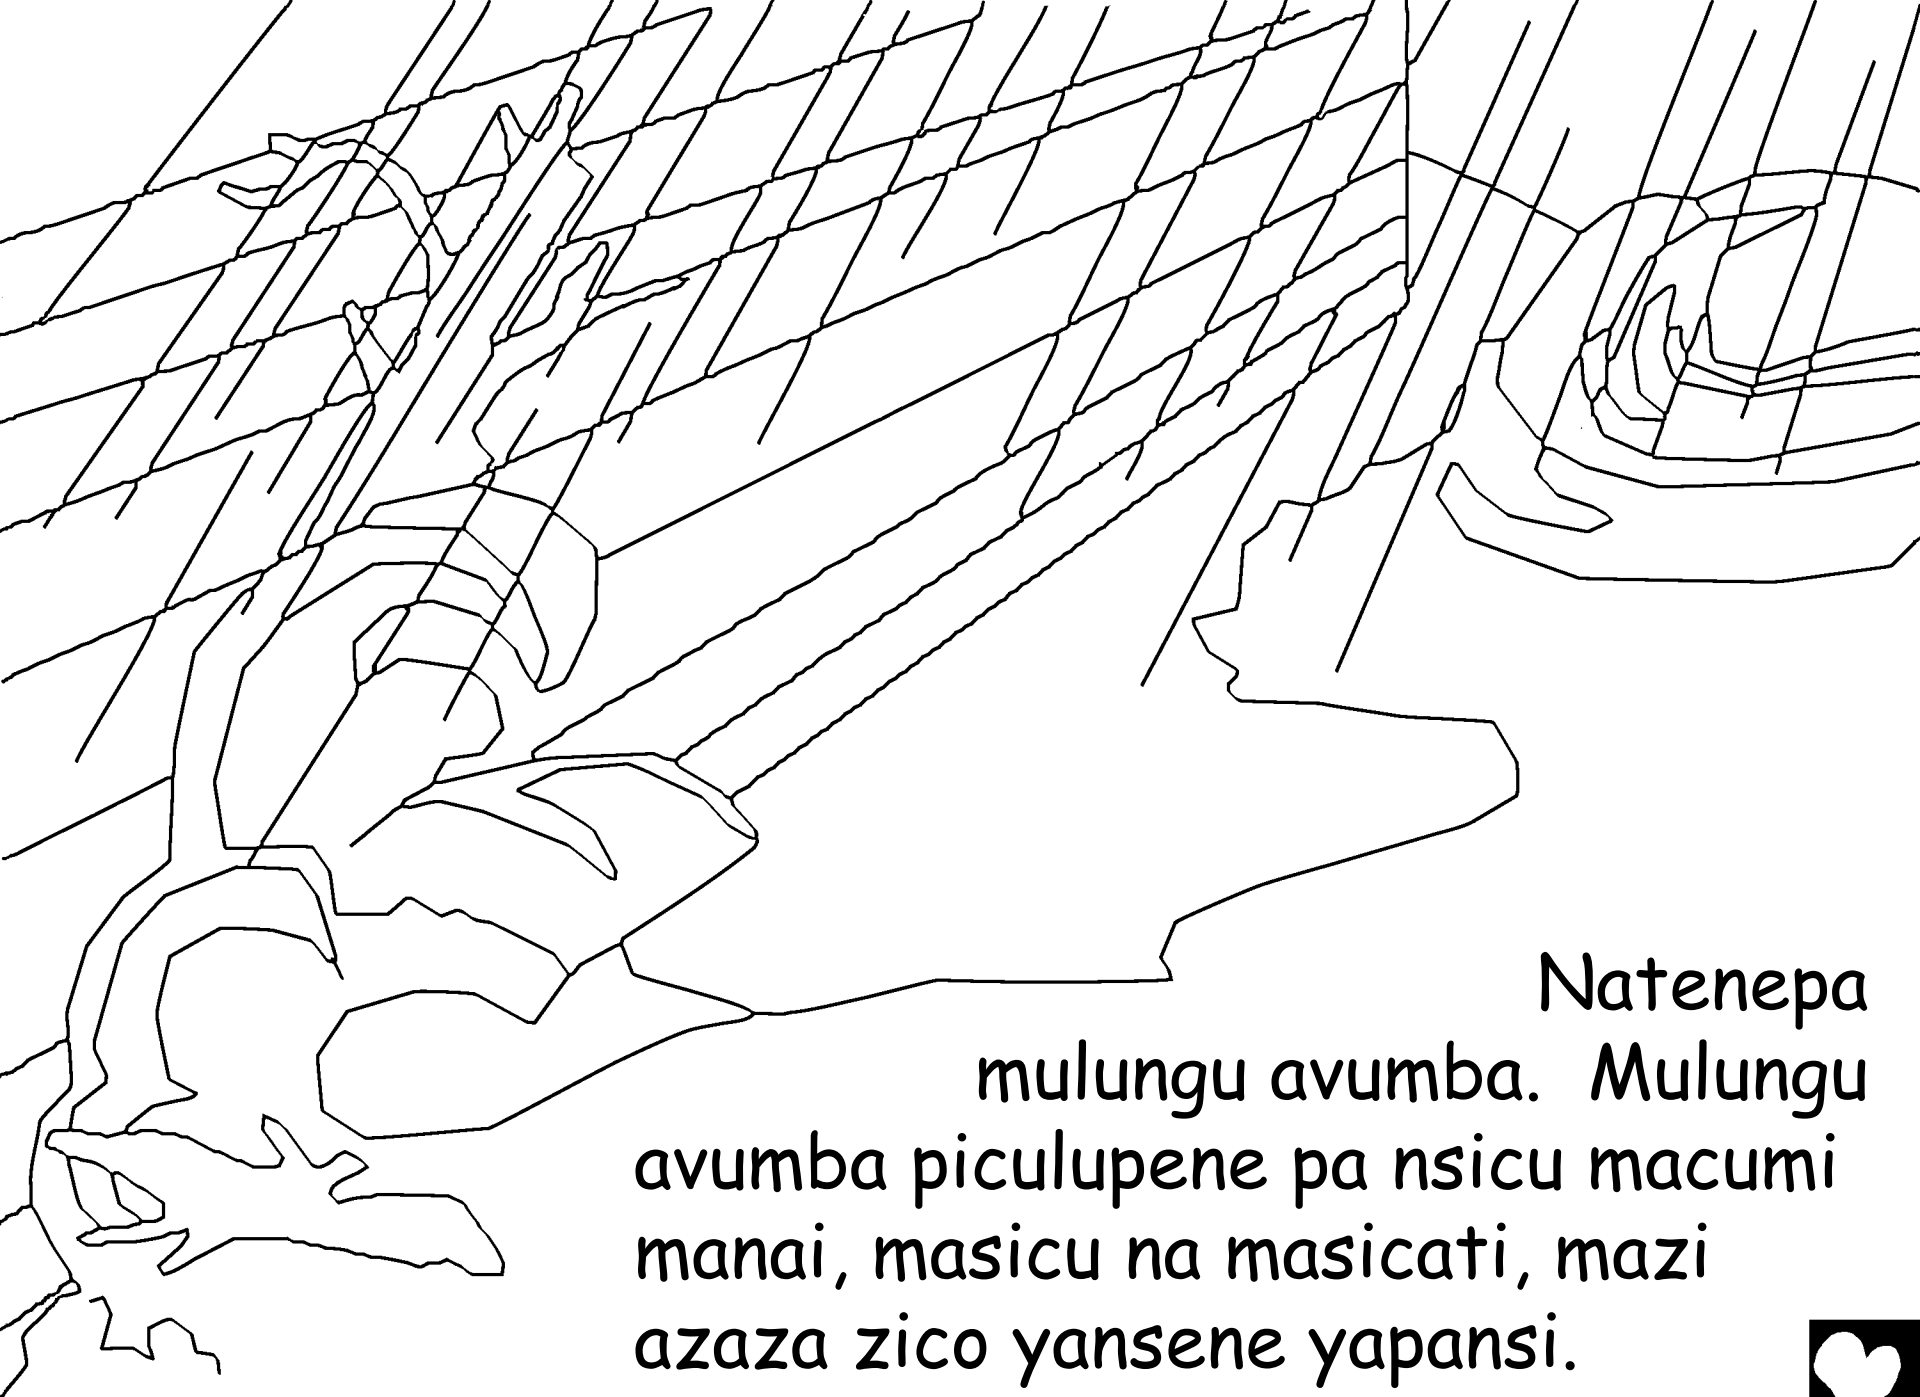 Natenepa
mulungu avumba. Mulungu
avumba piculupene pa nsicu macumi
manai, masicu na masicati, mazi
azaza zico yansene yapansi.